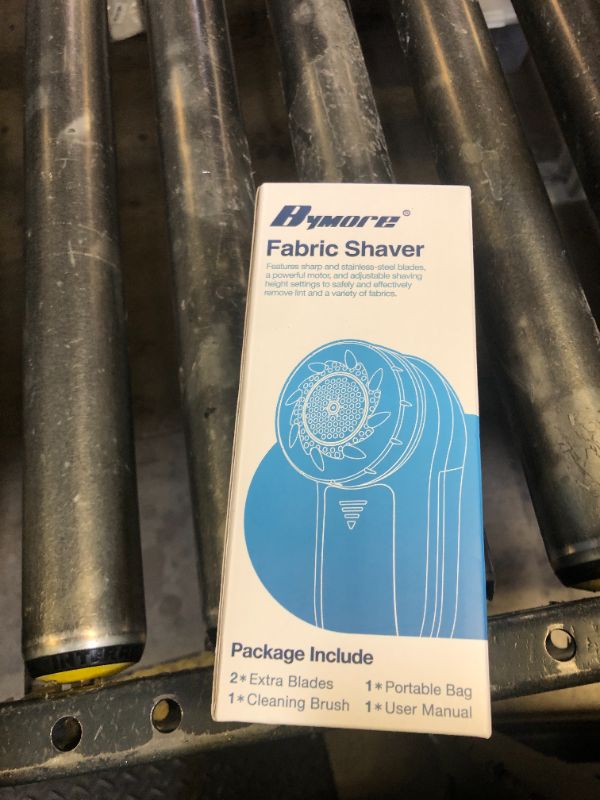 Bymore®
Fabric Shaver
Features sharp and stainless-steel blades,
a powerful motor, and adjustable shaving
height settings to safely and effectively
remove lint and a variety of fabrics.
Package Include
2*Extra Blades 1*Portable Bag
1*Cleaning Brush 1*User Manual